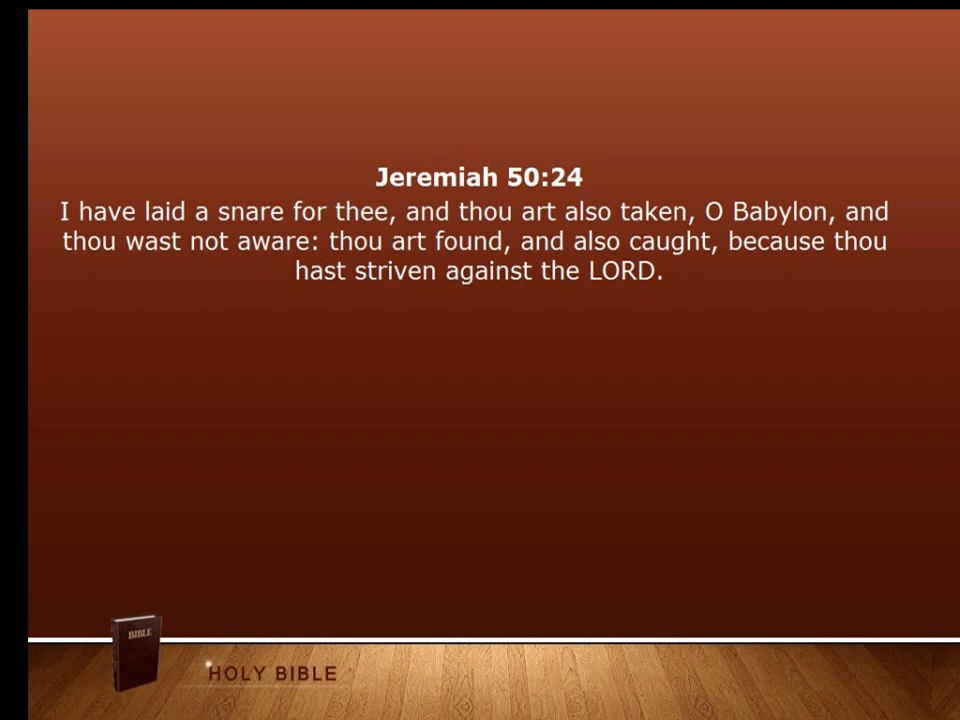 Jeremiah 50:24
I have laid a snare for thee, and thou art also taken, O Babylon, and
thou wast not aware: thou art found, and also caught, because thou
hast striven against the LORD.
BIBLE
HOLY BIBLE